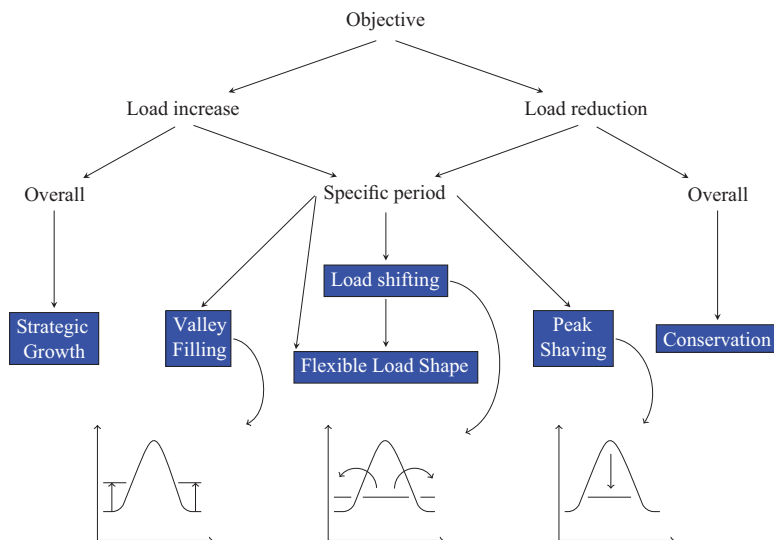 Objective
Load increase
Load reduction
Overall
Specific period
Overall
Load shifting
Strategic
Growth
Valley
Filling
Flexible Load Shape
Peak
Shaving
Conservation